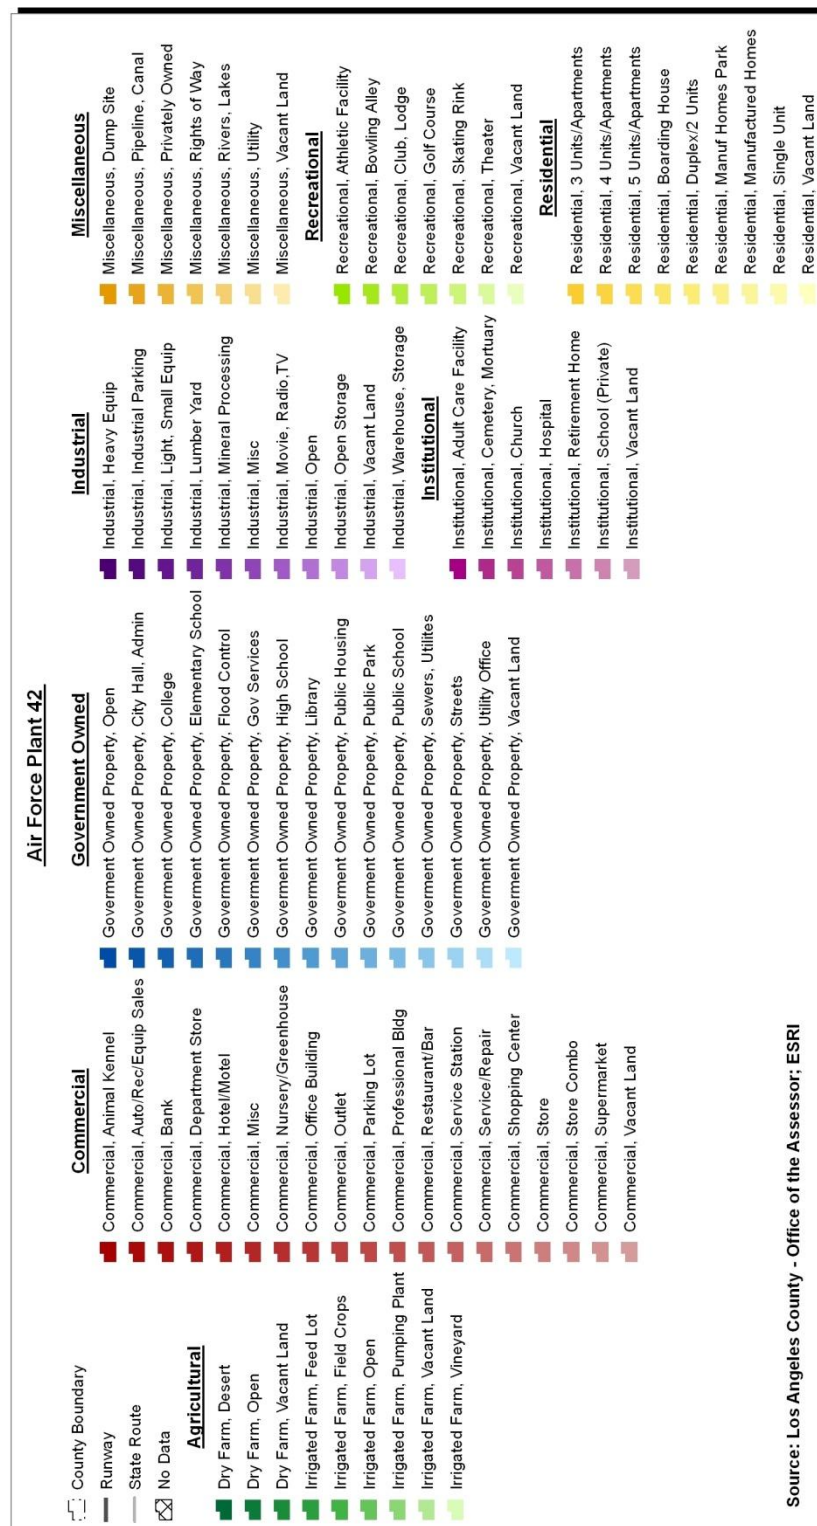 Air Force Plant 42
County Boundary
Runway
State Route
No Data
Agricultural
Dry Farm, Desert
Dry Farm, Open
Dry Farm, Vacant Land
Irrigated Farm, Feed Lot
Irrigated Farm, Field Crops
Irrigated Farm, Open
Irrigated Farm, Pumping Plant
Irrigated Farm, Vacant Land
Irrigated Farm, Vineyard
Commercial
Commercial, Animal Kennel
Commercial, Auto/Rec/Equip Sales
Commercial, Bank
Commercial, Department Store
Commercial, Hotel/Motel
Commercial, Misc
Commercial, Nursery/Greenhouse
Commercial, Office Building
Commercial, Outlet
Commercial, Parking Lot
Commercial, Professional Bldg
Commercial, Restaurant/Bar
Commercial, Service Station
Commercial, Service/Repair
Commercial, Shopping Center
Commercial, Store
Commercial, Store Combo
Commercial, Supermarket
Commercial, Vacant Land
Government Owned
Goverment Owned Property, Open
Goverment Owned Property, City Hall, Admin
Goverment Owned Property, College
Goverment Owned Property, Elementary School
Goverment Owned Property, Flood Control
Goverment Owned Property, Gov Services
Goverment Owned Property, High School
Goverment Owned Property, Library
Goverment Owned Property, Public Housing
Goverment Owned Property, Public Park
Goverment Owned Property, Public School
Goverment Owned Property, Sewers, Utilites
Goverment Owned Property, Streets
Goverment Owned Property, Utility Office
Goverment Owned Property, Vacant Land
Industrial
Industrial, Heavy Equip
Industrial, Industrial Parking
Industrial, Light, Small Equip
Industrial, Lumber Yard
Industrial, Mineral Processing
Industrial, Misc
Industrial, Movie, Radio,TV
Industrial, Open
Industrial, Open Storage
Industrial, Vacant Land
Industrial, Warehouse, Storage
Institutional
Institutional, Adult Care Facility
Institutional, Cemetery, Mortuary
Institutional, Church
Institutional, Hospital
Institutional, Retirement Home
Institutional, School (Private)
Institutional, Vacant Land
Miscellaneous
Miscellaneous, Dump Site
Miscellaneous, Pipeline, Canal
Miscellaneous, Privately Owned
Miscellaneous, Rights of Way
Miscellaneous, Rivers, Lakes
Miscellaneous, Utility
Miscellaneous, Vacant Land
Recreational
Recreational, Athletic Facility
Recreational, Bowling Alley
Recreational, Club, Lodge
Recreational, Golf Course
Recreational, Skating Rink
Recreational, Theater
Recreational, Vacant Land
Residential
Residential, 3 Units/Apartments
Residential, 4 Units/Apartments
Residential, 5 Units/Apartments
Residential, Boarding House
Residential, Duplex/2 Units
Residential, Manuf Homes Park
Residential, Manufactured Homes
Residential, Single Unit
Residential, Vacant Land
Source: Los Angeles County - Office of the Assessor; ESRI